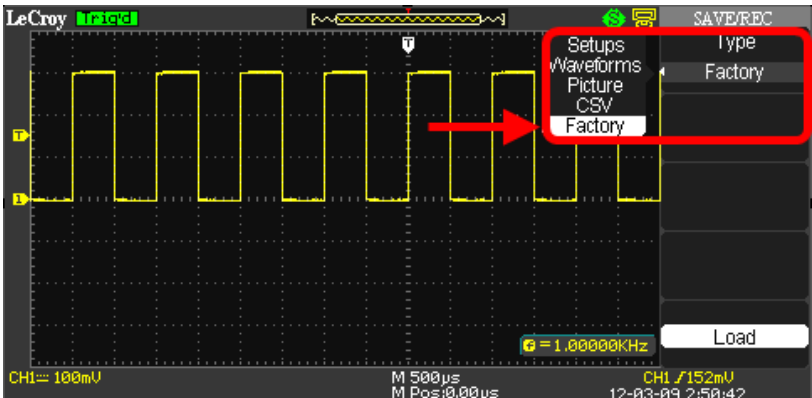 LeCroy Trig'd SAVE/REC
T
Setups
Waveforms
Picture
CSV
Factory
Type
Factory
T
1
f = 1.00000KHz
Load
CH1 100mV
M 500µs
M Pos:0.00µs
CH1 152mV
12-03-09 2:50:42